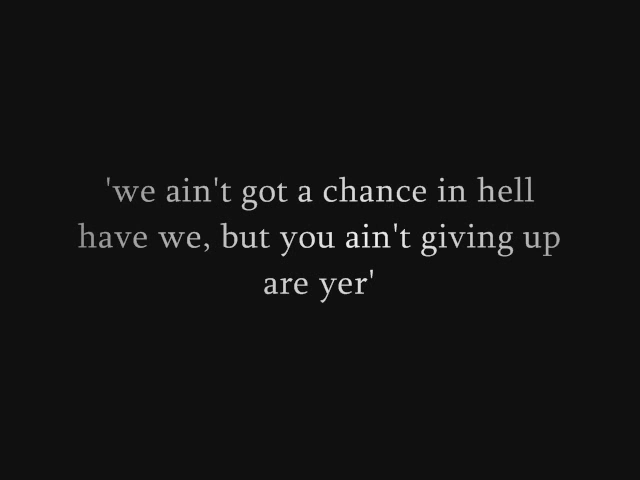 'we ain't got a chance in hell
have we, but you ain't giving up
are yer'